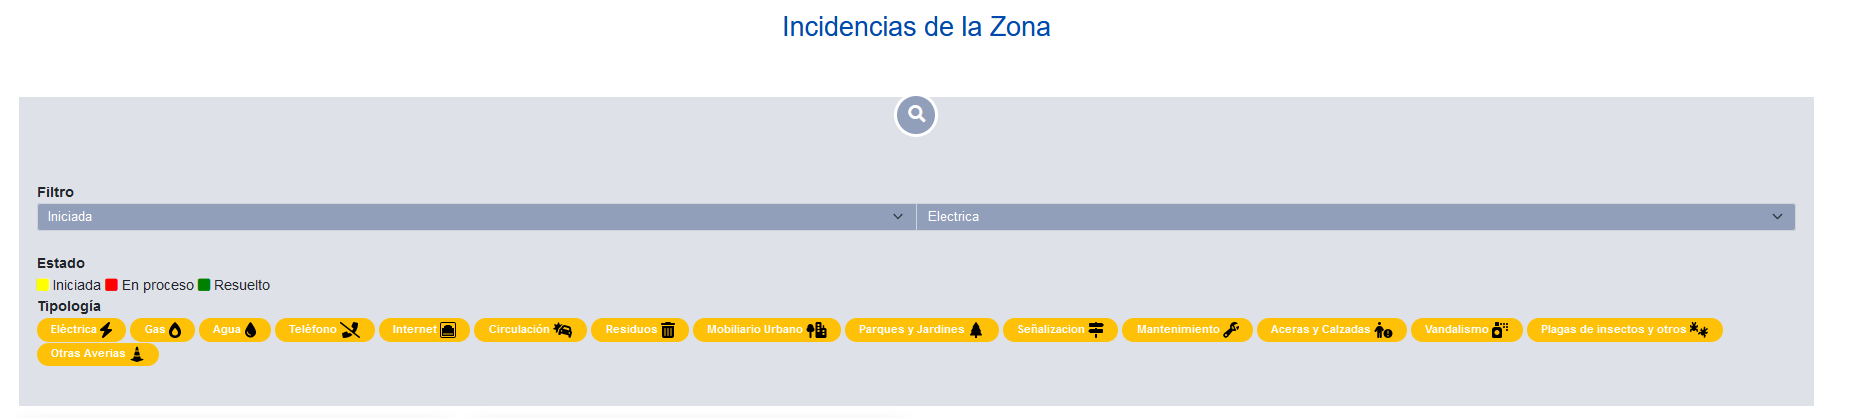 Incidencias de la Zona
Filtro
Iniciada Electrica
Estado
Iniciada En proceso Resuelto
Tipología
Eléctrica Gas Agua Teléfono Internet Circulación Residuos Mobiliario Urbano Parques y Jardines Señalizacion Mantenimiento Aceras y Calzadas Vandalismo Plagas de insectos y otros
Otras Averias